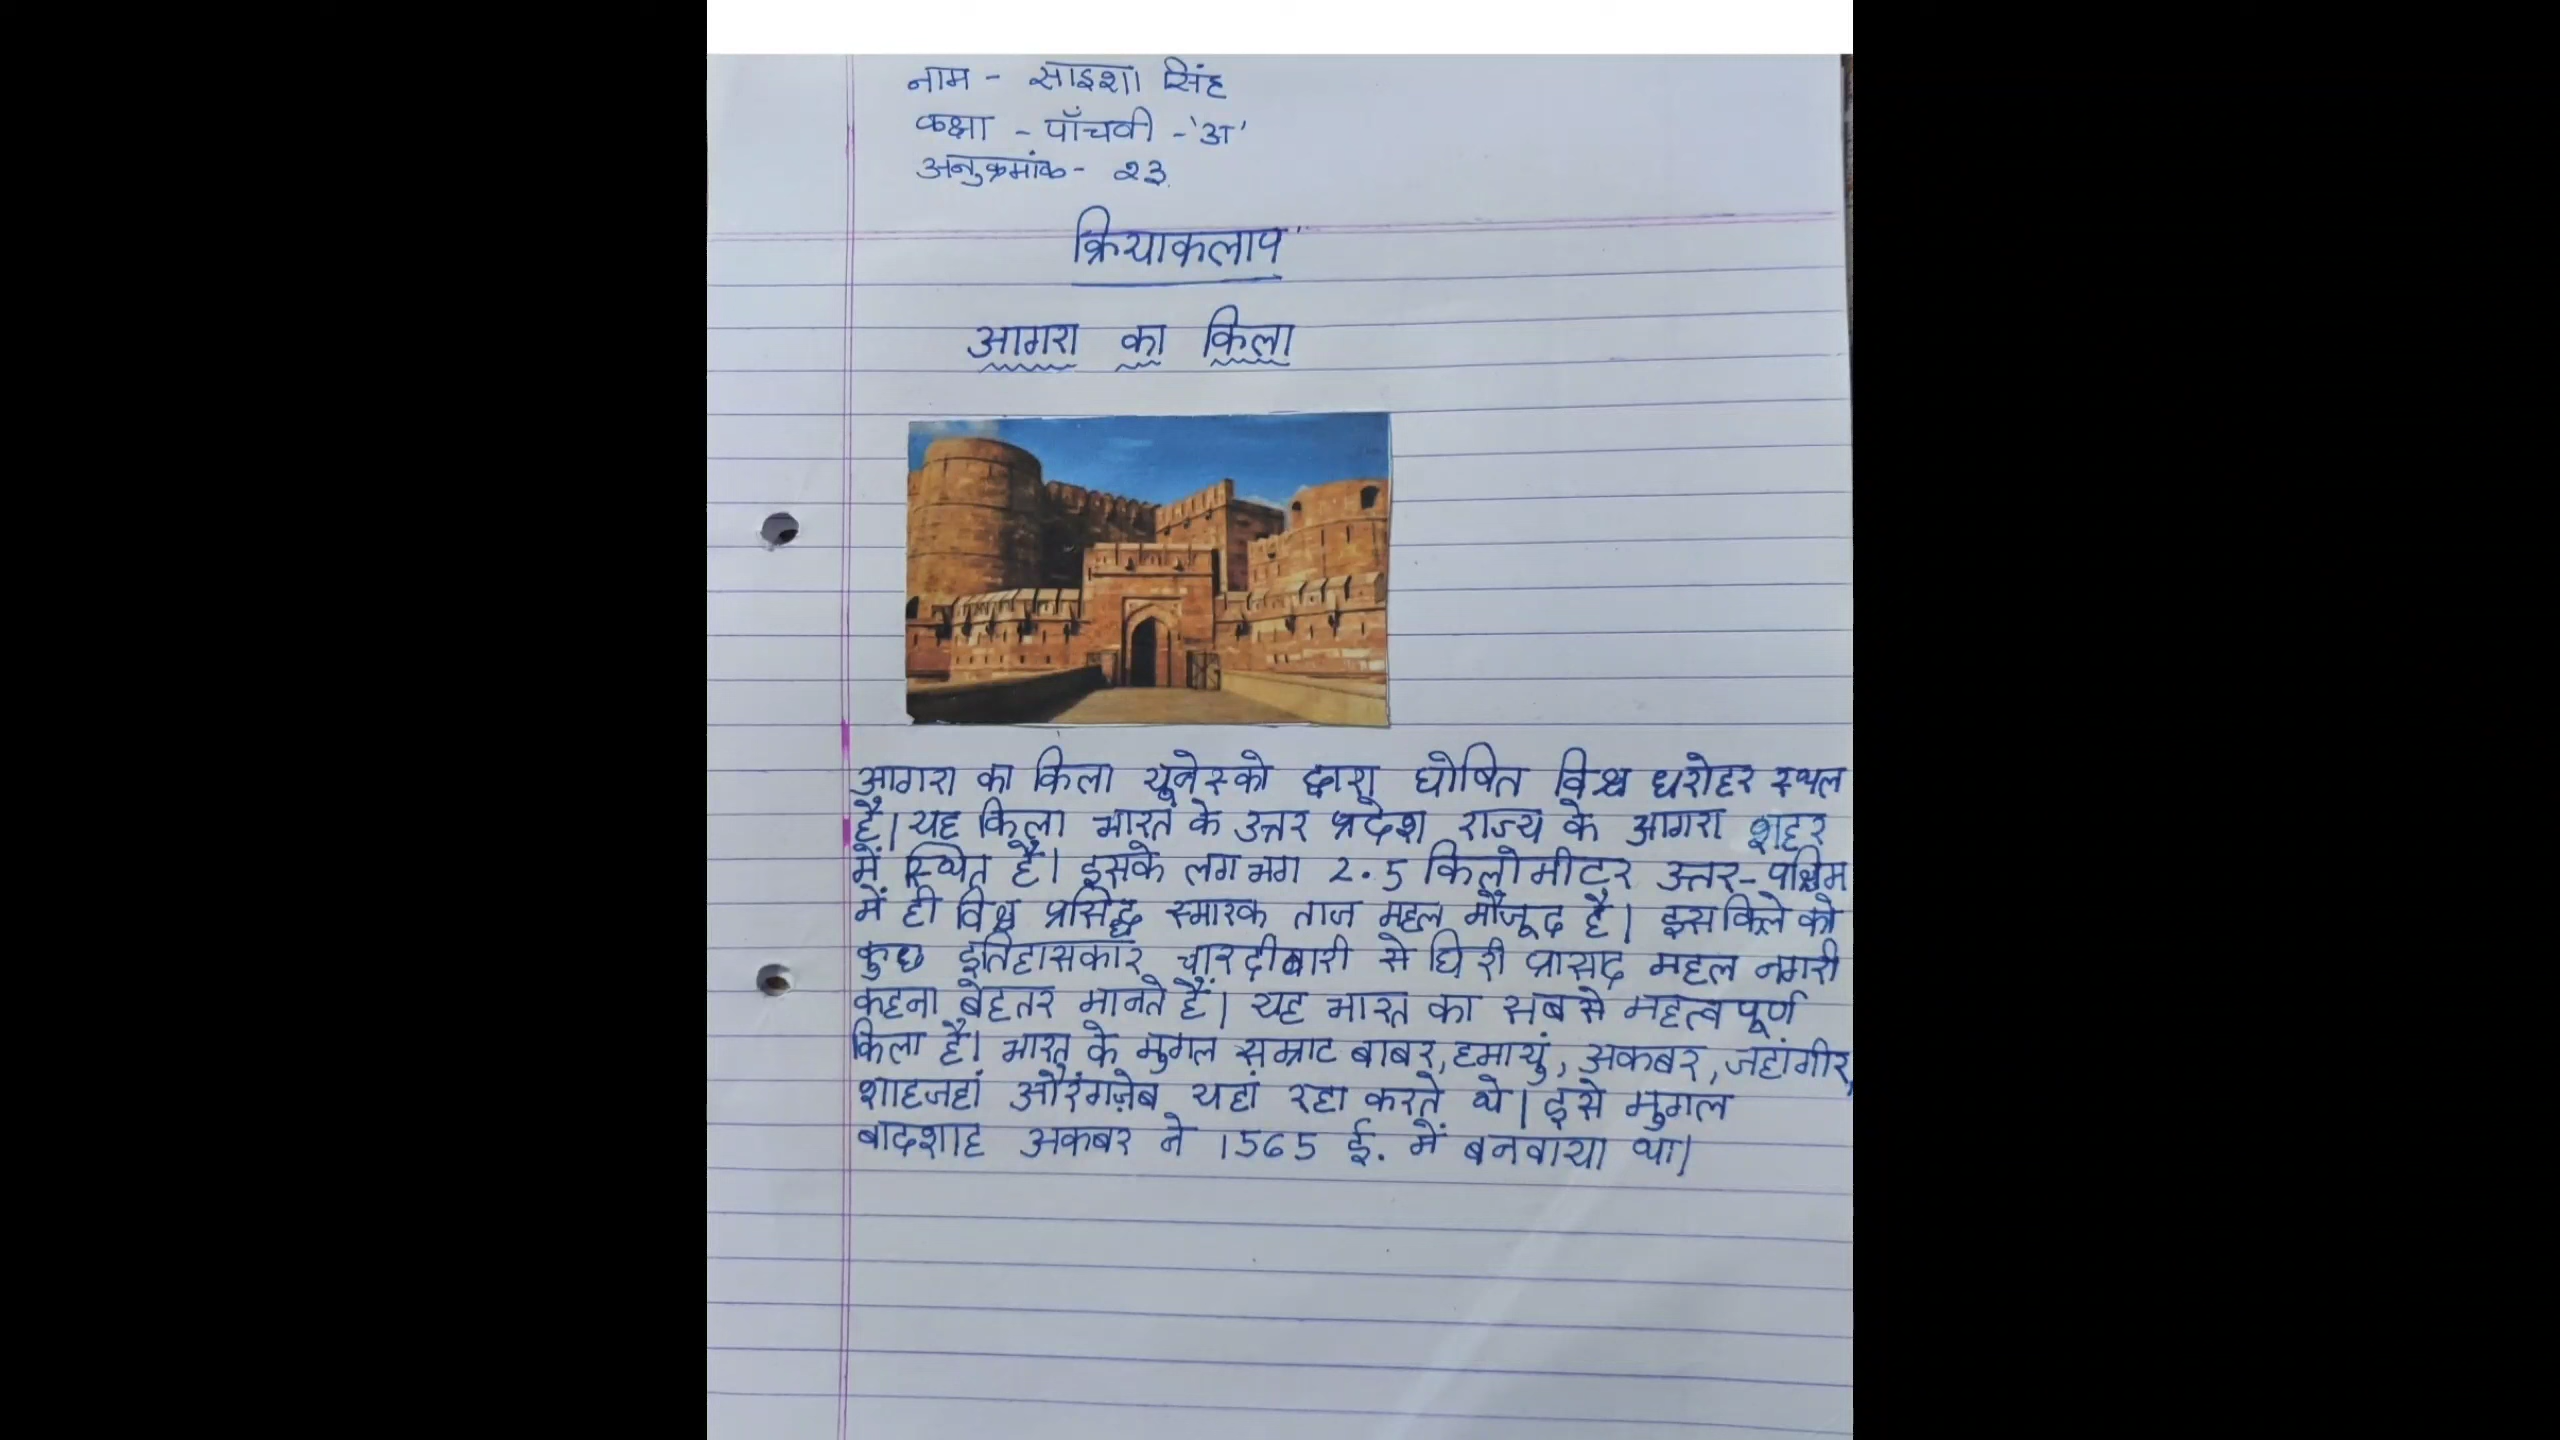 नाम - साइशा सिंह
कक्षा - पाँचवी -'अ'
अनुक्रमांक - २३
क्रियाकलाप
आगरा का किला
आगरा का किला यूनेस्को द्वारा घोषित विश्व धरोहर स्थल
है। यह किला भारत के उत्तर प्रदेश राज्य के आगरा शहर
में स्थित है। इसके लगभग 2.5 किलोमीटर उत्तर-पश्चिम
में ही विश्व प्रसिद्ध स्मारक ताज महल मौजूद है। इस किले को
कुछ इतिहासकार चारदीबारी से घिरी प्रासाद महल नगरी
कहना बेहतर मानते हैं। यह भारत का सबसे महत्वपूर्ण
किला है। भारत के मुगल सम्राट बाबर, हमायुं, अकबर, जहांगीर,
शाहजहां औरंगज़ेब यहां रहा करते थे। इसे मुगल
बादशाह अकबर ने 1565 ई. में बनवाया था।